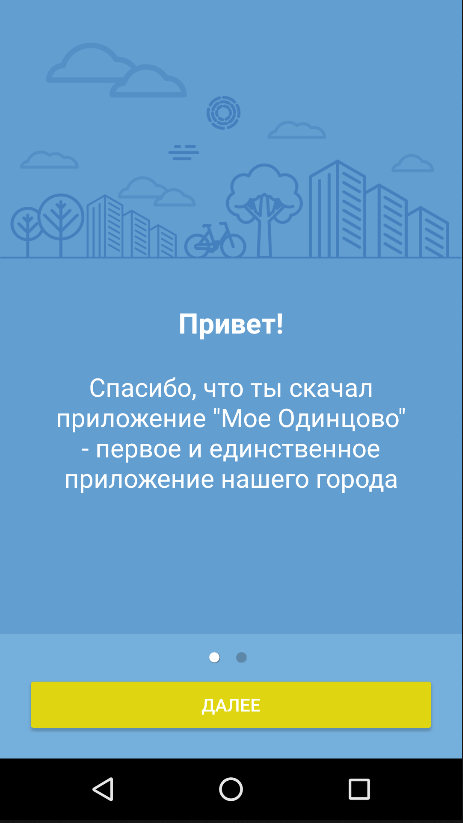 Привет!
Спасибо, что ты скачал
приложение "Мое Одинцово"
- первое и единственное
приложение нашего города
ДАЛЕЕ